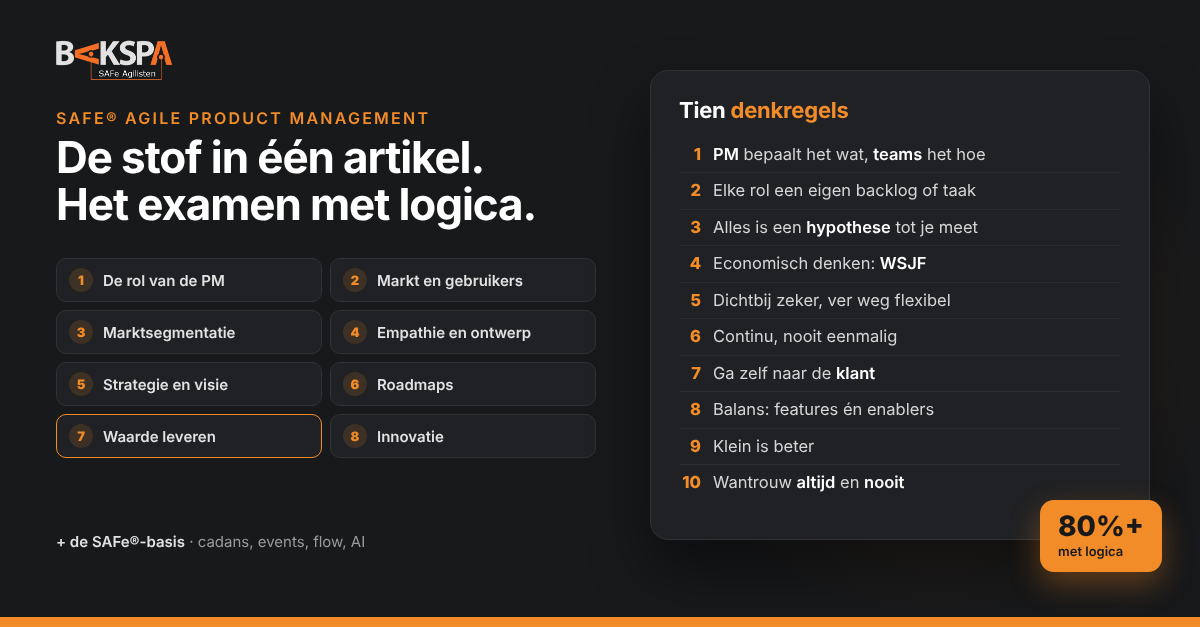 BAKSPA
SAFe Agilisten
SAFE® AGILE PRODUCT MANAGEMENT
De stof in één artikel.
Het examen met logica.
1 De rol van de PM
2 Markt en gebruikers
3 Marktsegmentatie
4 Empathie en ontwerp
5 Strategie en visie
6 Roadmaps
7 Waarde leveren
8 Innovatie
+ de SAFe®-basis · cadans, events, flow, AI
Tien denkregels
1 PM bepaalt het wat, teams het hoe
2 Elke rol een eigen backlog of taak
3 Alles is een hypothese tot je meet
4 Economisch denken: WSJF
5 Dichtbij zeker, ver weg flexibel
6 Continu, nooit eenmalig
7 Ga zelf naar de klant
8 Balans: features én enablers
9 Klein is beter
10 Wantrouw altijd en nooit
80%+
met logica